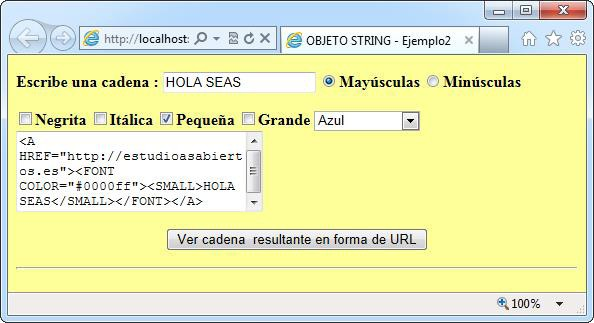 http://localhost:
OBJETO STRING - Ejemplo2
Escribe una cadena : HOLA SEAS Mayúsculas Minúsculas
Negrita Itálica Pequeña Grande Azul
<A
HREF="http://estudioasabiert
os.es"><FONT
COLOR="#0000ff"><SMALL>HOLA
SEAS</SMALL></FONT></A>
Ver cadena resultante en forma de URL
100%